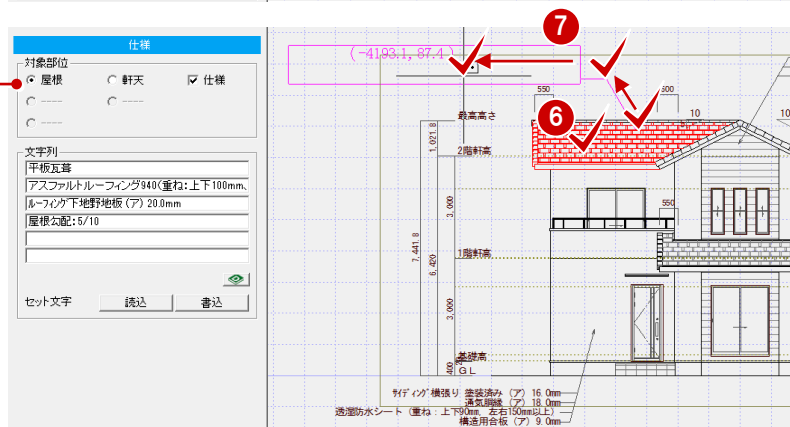 仕様
対象部位
屋根
軒天
仕様
----
----
----
文字列
平板瓦葺
アスファルトルーフィング940(重ね:上下100mm、
ルーフィング下地野地板(ア) 20.0mm
屋根勾配:5/10
セット文字
読込
書込
(-4193.1, 87.4)
7
6
550
500
10
10
最高高さ
1,021.8
2階軒高
3,000
550
7,441.8
6,420
1階軒高
3,000
基礎高
400
GL
サイディング横張り 塗装済み (ア) 16.0mm
通気胴縁 (ア) 18.0mm
透湿防水シート (重ね:上下90mm, 左右150mm以上)
構造用合板 (ア) 9.0mm